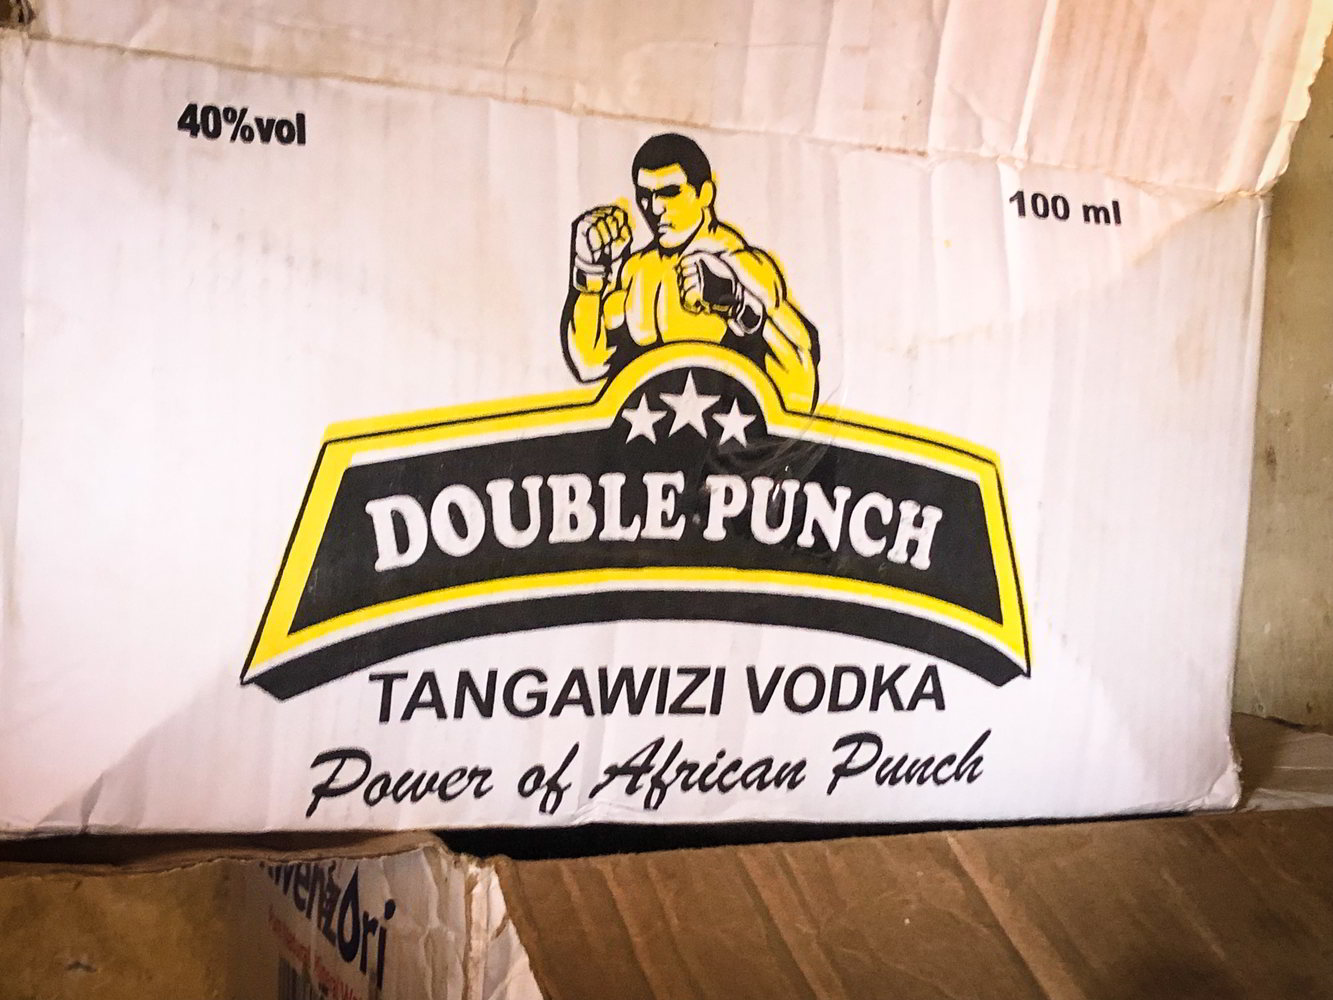 40%vol
100 ml
DOUBLE PUNCH
TANGAWIZI VODKA
Power of African Punch